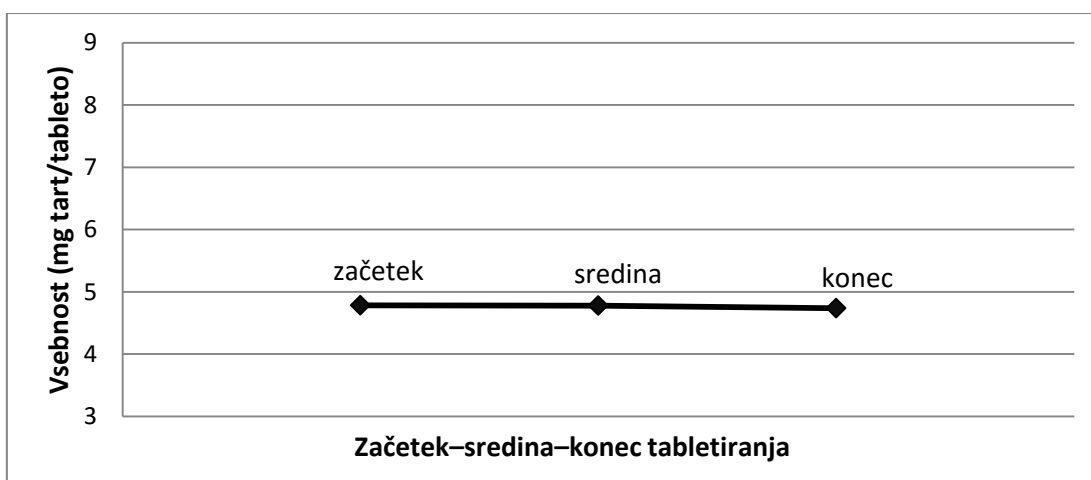 Vsebnost (mg tart/tableto)
9
8
7
6
5
4
3
začetek
sredina
konec
Začetek–sredina–konec tabletiranja